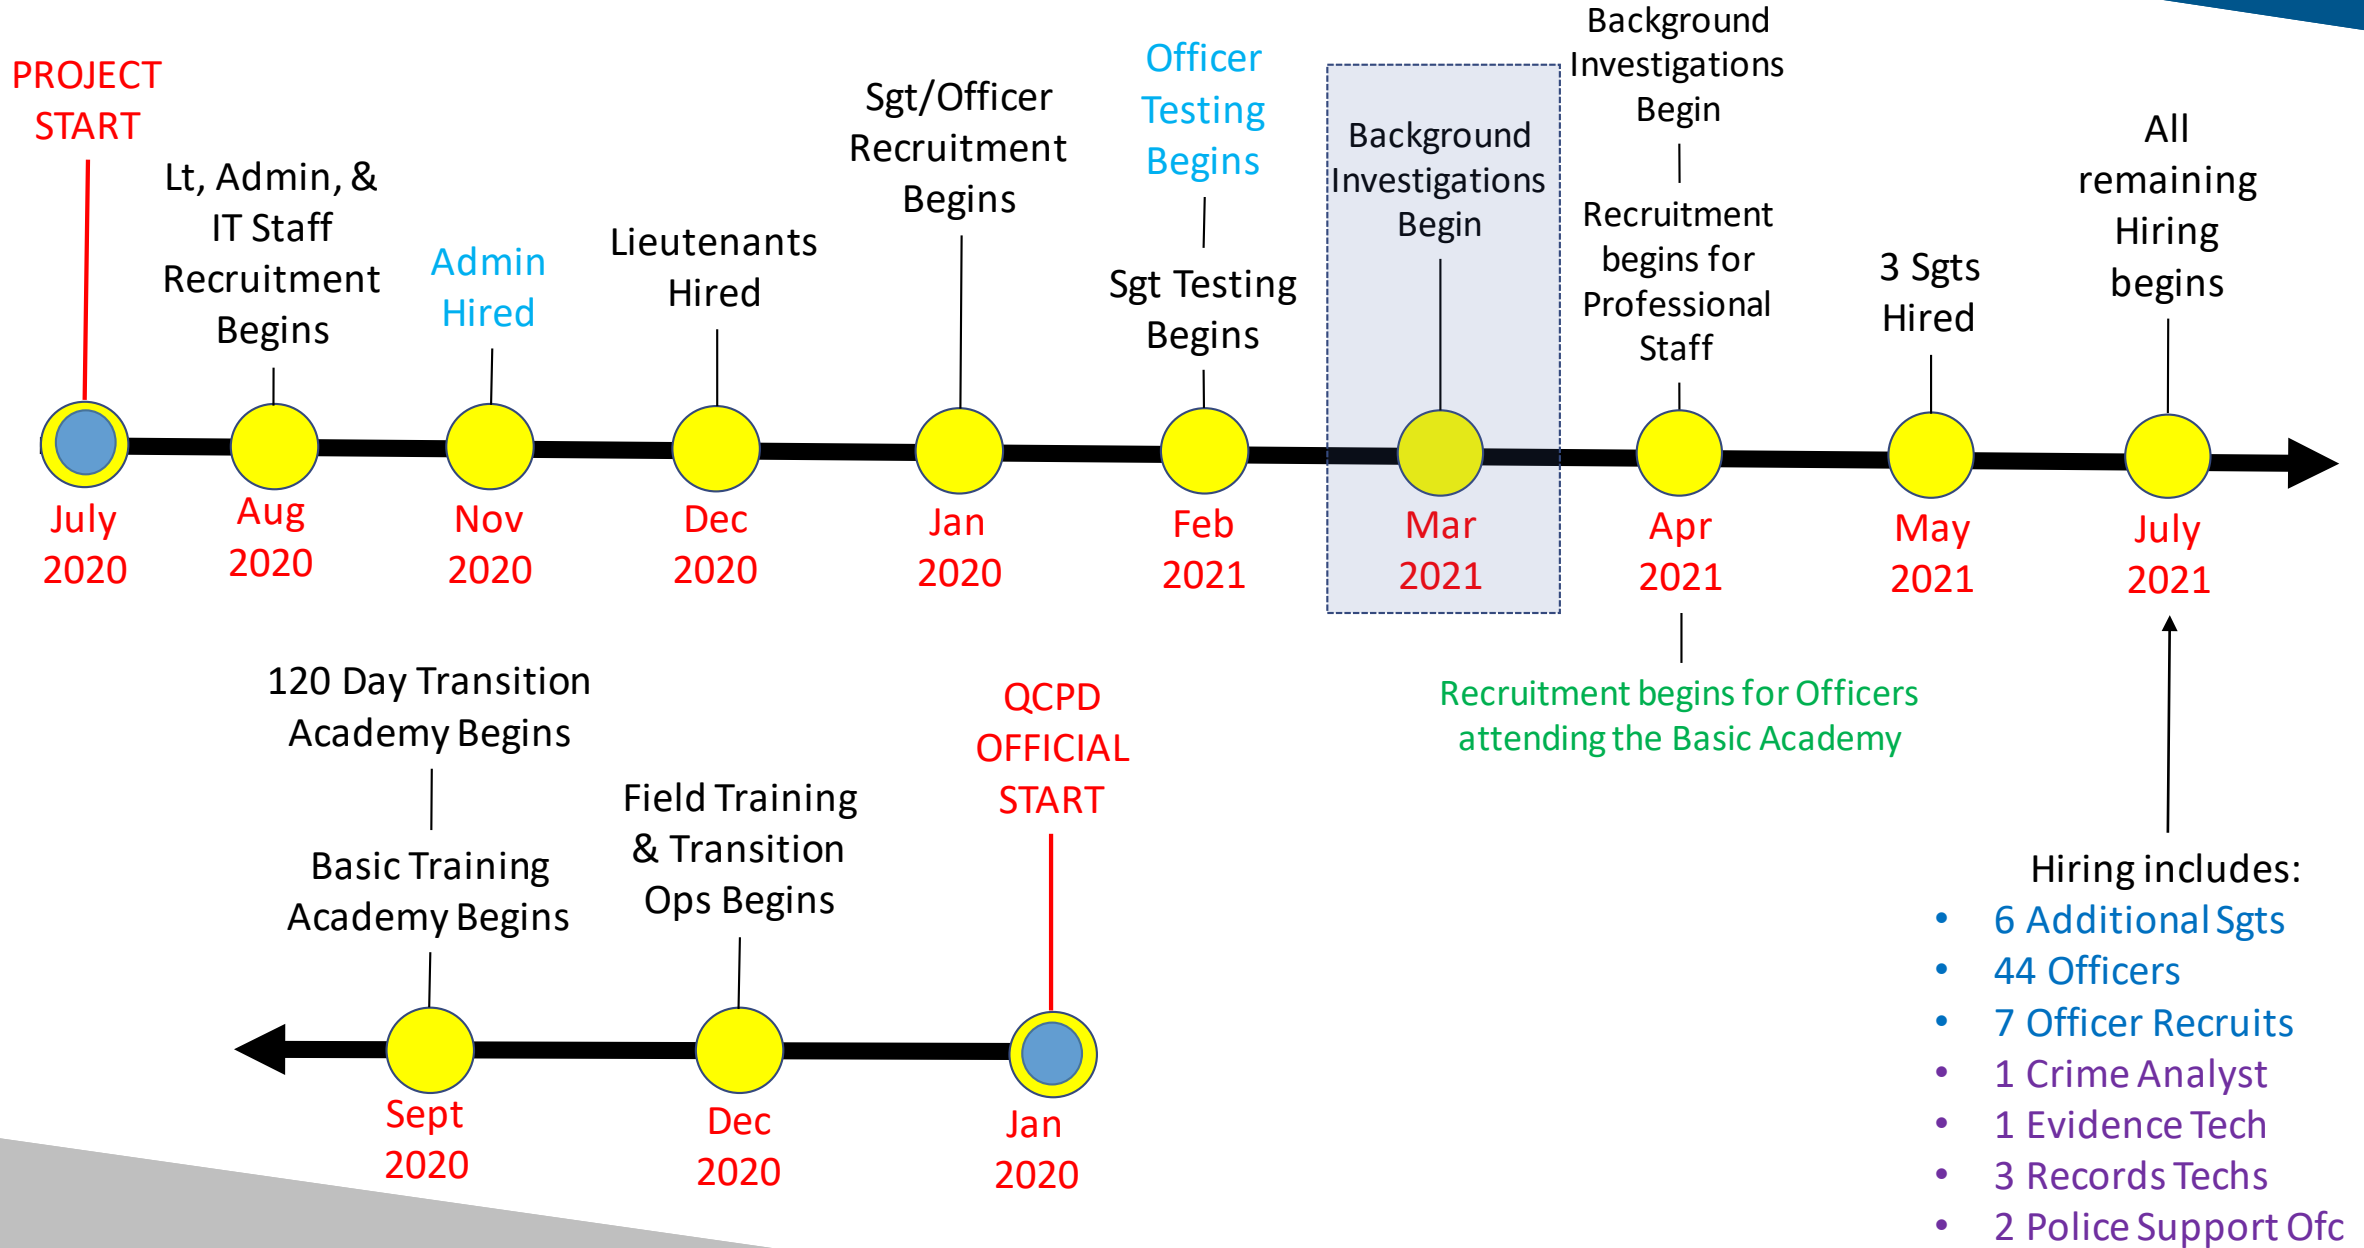 PROJECT
START
Lt, Admin, &
IT Staff
Recruitment
Begins
Admin
Hired
Lieutenants
Hired
Sgt/Officer
Recruitment
Begins
Officer
Testing
Begins
Sgt Testing
Begins
Background
Investigations
Begin
Background
Investigations
Begin
Recruitment
begins for
Professional
Staff
3 Sgts
Hired
All
remaining
Hiring
begins
July
2020
Aug
2020
Nov
2020
Dec
2020
Jan
2020
Feb
2021
Mar
2021
Apr
2021
May
2021
July
2021
Recruitment begins for Officers
attending the Basic Academy
120 Day Transition
Academy Begins
Basic Training
Academy Begins
Field Training
& Transition
Ops Begins
QCPD
OFFICIAL
START
Sept
2020
Dec
2020
Jan
2020
Hiring includes:
• 6 Additional Sgts
• 44 Officers
• 7 Officer Recruits
• 1 Crime Analyst
• 1 Evidence Tech
• 3 Records Techs
• 2 Police Support Ofc